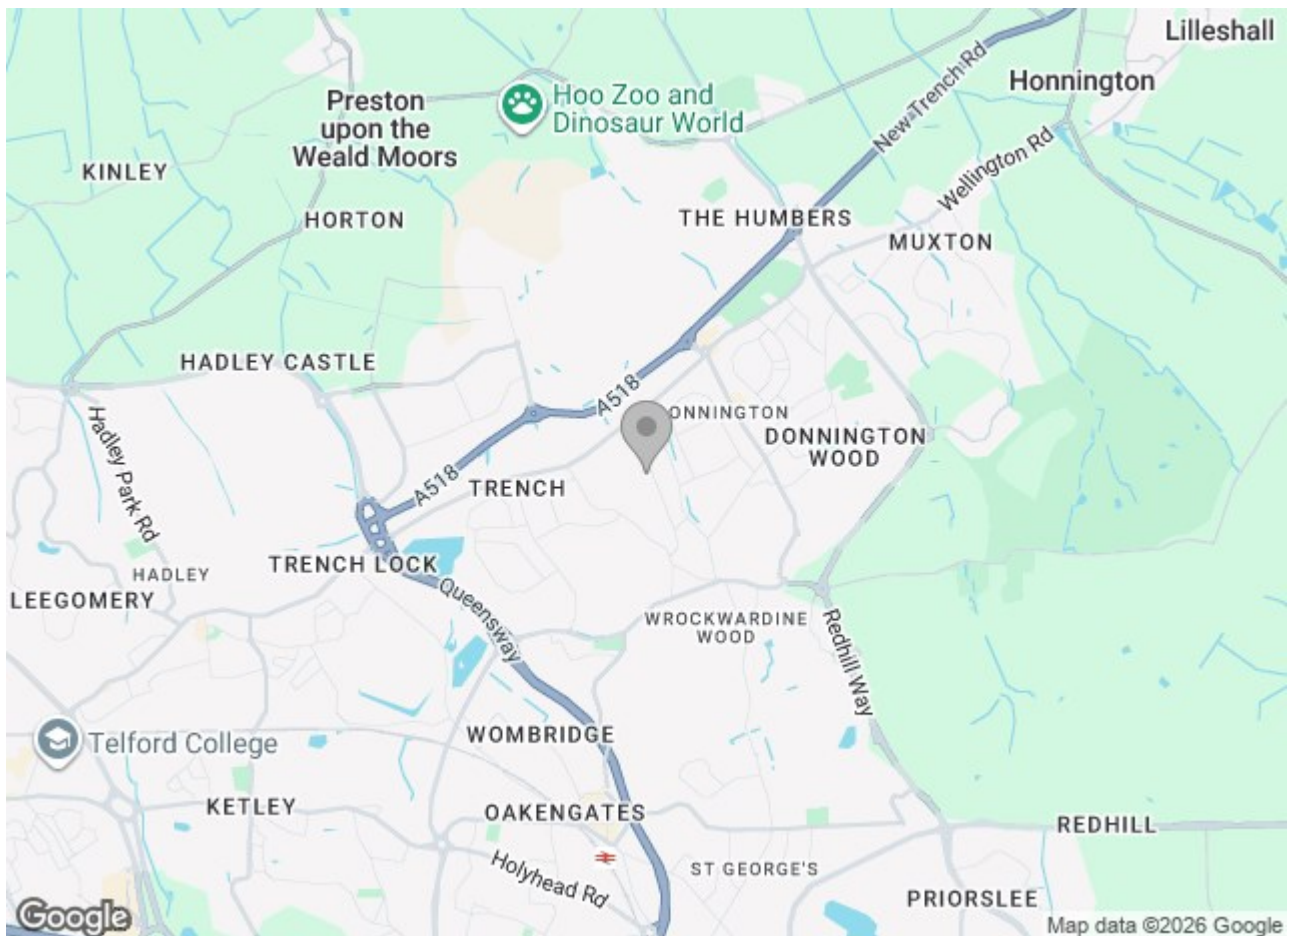 Lilleshall
Honnington
New Trench Rd
Hoo Zoo and
Dinosaur World
Preston
upon the
Weald Moors
Wellington Rd
KINLEY
HORTON
THE HUMBERS
MUXTON
HADLEY CASTLE
A518
ONNINGTON
DONNINGTON
WOOD
Hadley Park Rd
A518
TRENCH
TRENCH LOCK
HADLEY
LEEGOMERY
Queensway
WROCKWARDINE
WOOD
Redhill Way
WOMBRIDGE
Telford College
KETLEY
OAKENGATES
REDHILL
Holyhead Rd
ST GEORGE'S
PRIORSLEE
Google
Map data ©2026 Google